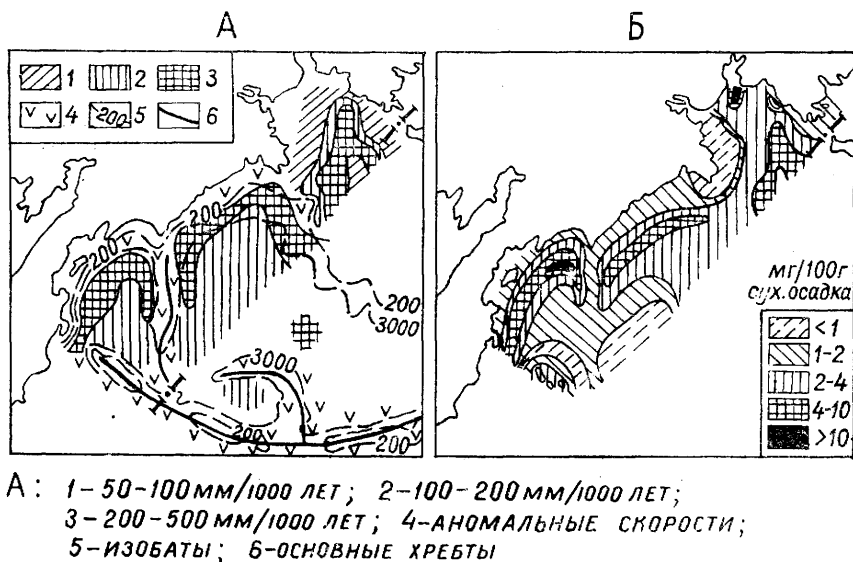 А
Б
1 2 3
4 200 5 6
200
200
200
3000
3000
200
200
I-I
I-I
I-I
мг/100г
сух. осадка
<1
1-2
2-4
4-10
>10
А: 1-50-100 ММ/1000 ЛЕТ; 2-100-200 ММ/1000 ЛЕТ;
3-200-500 ММ/1000 ЛЕТ; 4-АНОМАЛЬНЫЕ СКОРОСТИ;
5-ИЗОБАТЫ; 6-ОСНОВНЫЕ ХРЕБТЫ